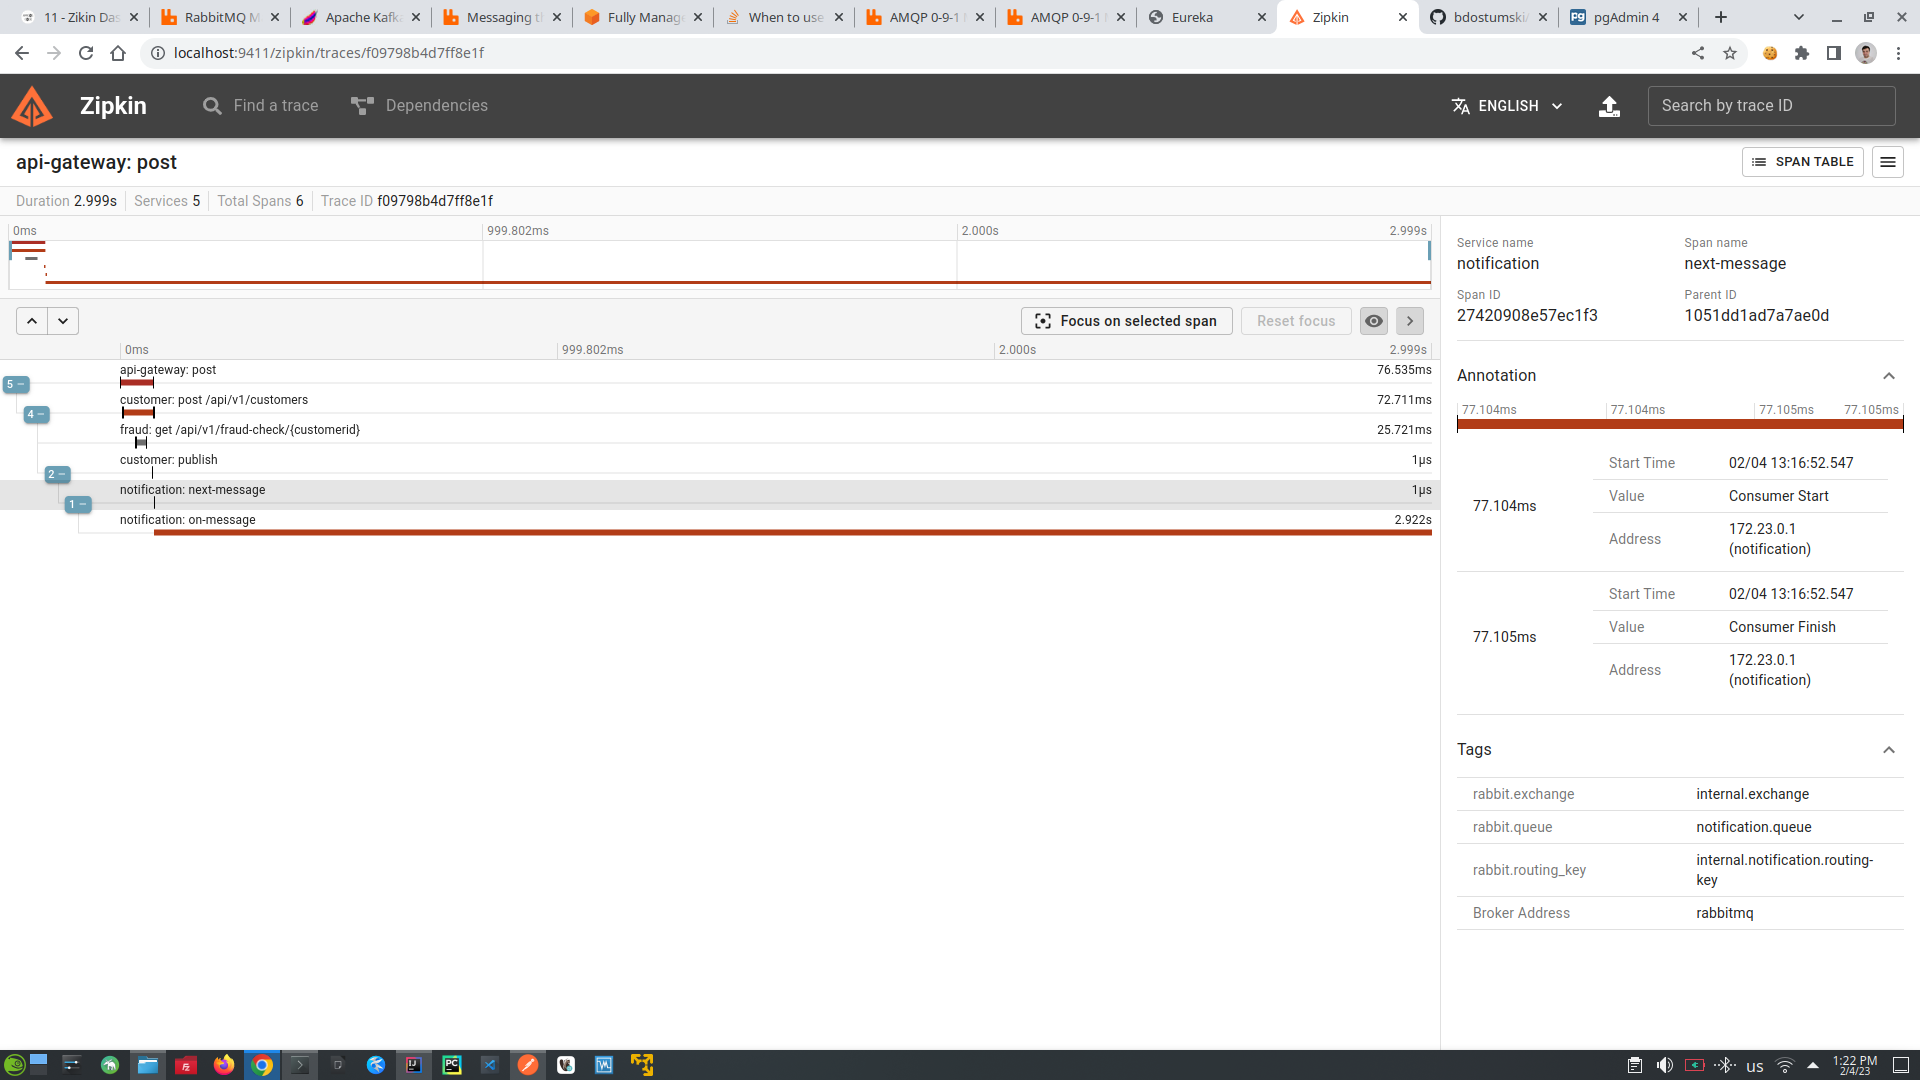 11 - Zikin Das
RabbitMQ M
Apache Kafk
Messaging t
Fully Manag
When to use
AMQP 0-9-1
AMQP 0-9-1
Eureka
Zipkin
bdostumski/
pgAdmin 4
localhost:9411/zipkin/traces/f09798b4d7ff8e1f
Zipkin
Find a trace
Dependencies
ENGLISH
Search by trace ID
api-gateway: post
SPAN TABLE
Duration 2.999s Services 5 Total Spans 6 Trace ID f09798b4d7ff8e1f
0ms 999.802ms 2.000s 2.999s
Focus on selected span
Reset focus
0ms 999.802ms 2.000s 2.999s
api-gateway: post 76.535ms
5 −
customer: post /api/v1/customers 72.711ms
4 −
fraud: get /api/v1/fraud-check/{customerid} 25.721ms
customer: publish 1μs
2 −
notification: next-message 1μs
1 −
notification: on-message 2.922s
Service name
notification
Span name
next-message
Span ID
27420908e57ec1f3
Parent ID
1051dd1ad7a7ae0d
Annotation
77.104ms 77.104ms 77.105ms 77.105ms
77.104ms
Start Time 02/04 13:16:52.547
Value Consumer Start
Address 172.23.0.1
(notification)
77.105ms
Start Time 02/04 13:16:52.547
Value Consumer Finish
Address 172.23.0.1
(notification)
Tags
rabbit.exchange internal.exchange
rabbit.queue notification.queue
rabbit.routing_key internal.notification.routing-
key
Broker Address rabbitmq
us
1:22 PM
2/4/23